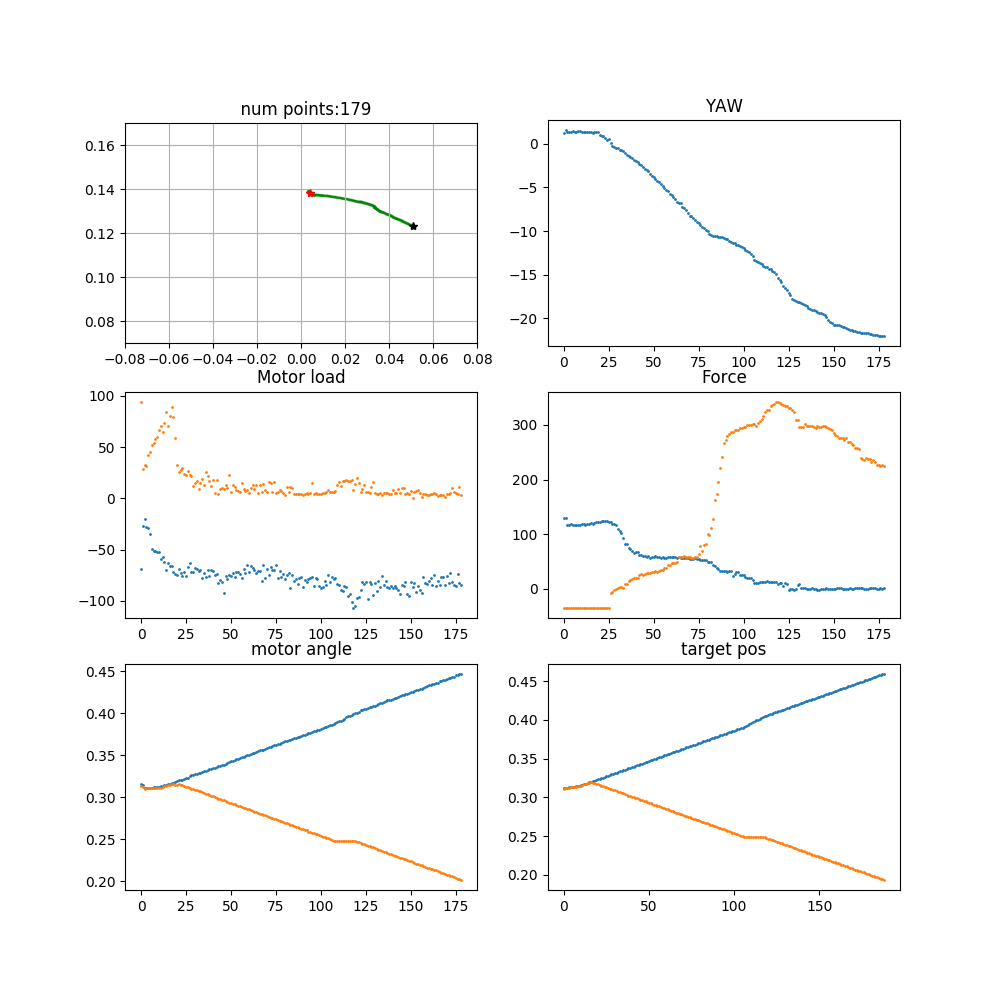 num points:179
0.16
0.14
0.12
0.10
0.08
−0.08 −0.06 −0.04 −0.02 0.00 0.02 0.04 0.06 0.08
YAW
0
−5
−10
−15
−20
0 25 50 75 100 125 150 175
Motor load
100
50
0
−50
−100
0 25 50 75 100 125 150 175
Force
300
200
100
0
0 25 50 75 100 125 150 175
motor angle
0.45
0.40
0.35
0.30
0.25
0.20
0 25 50 75 100 125 150 175
target pos
0.45
0.40
0.35
0.30
0.25
0.20
0 50 100 150